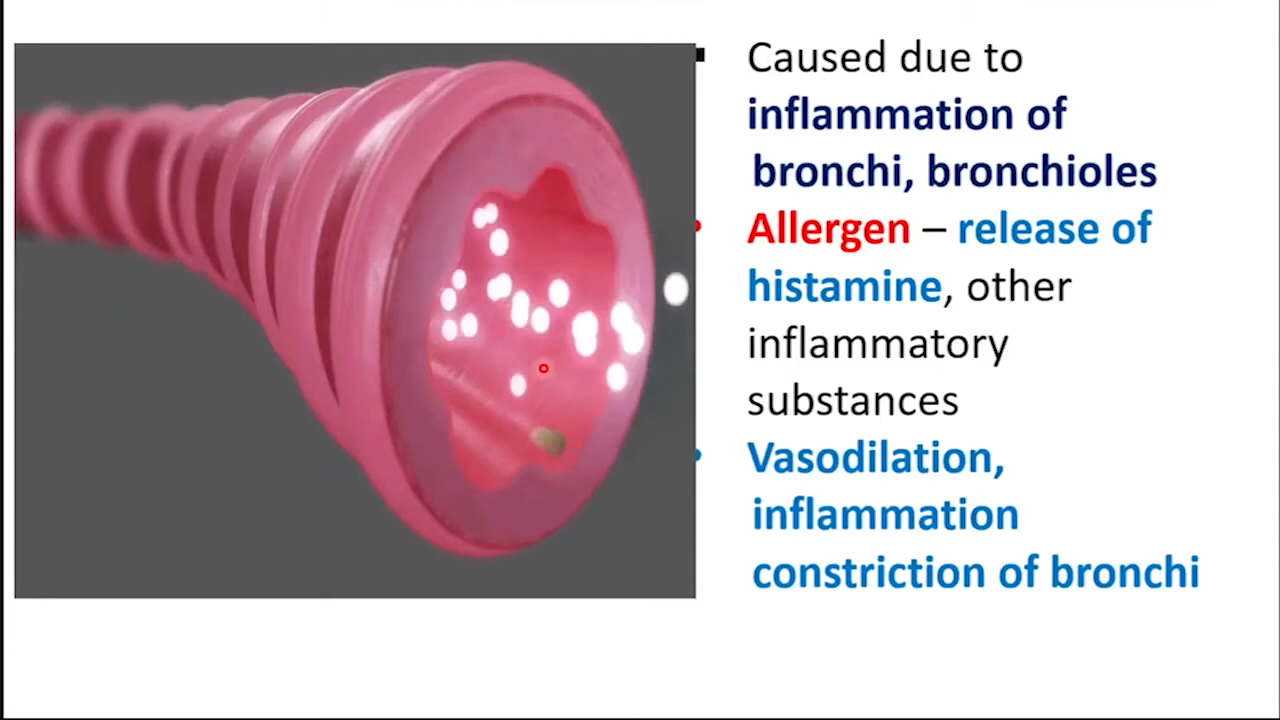 Caused due to
inflammation of
bronchi, bronchioles
Allergen – release of
histamine, other
inflammatory
substances
Vasodilation,
inflammation
constriction of bronchi